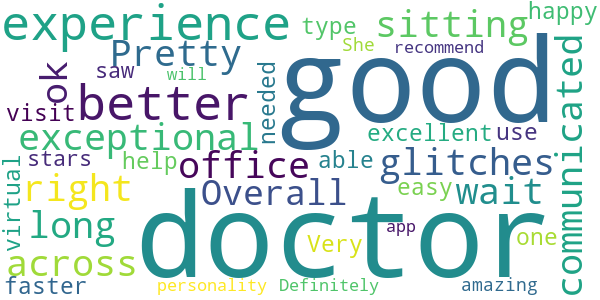 experience
type
sitting
happy
Pretty
She
recommend
ok
saw
will
good
better
needed
communicated
visit
exceptional
excellent
use
stars
help
office
able
glitches
virtual
right
Overall
easy
wait
long
doctor
app
across
Very
one
faster
personality
Definitely
amazing